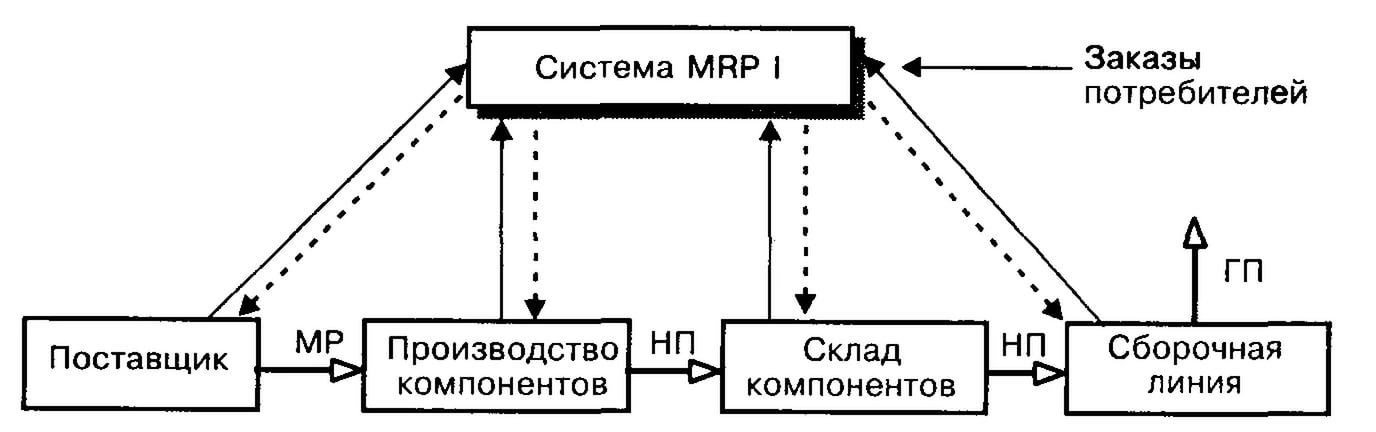 Система MRP I
Заказы
потребителей
ГП
Поставщик
МР
Производство
компонентов
НП
Склад
компонентов
НП
Сборочная
линия